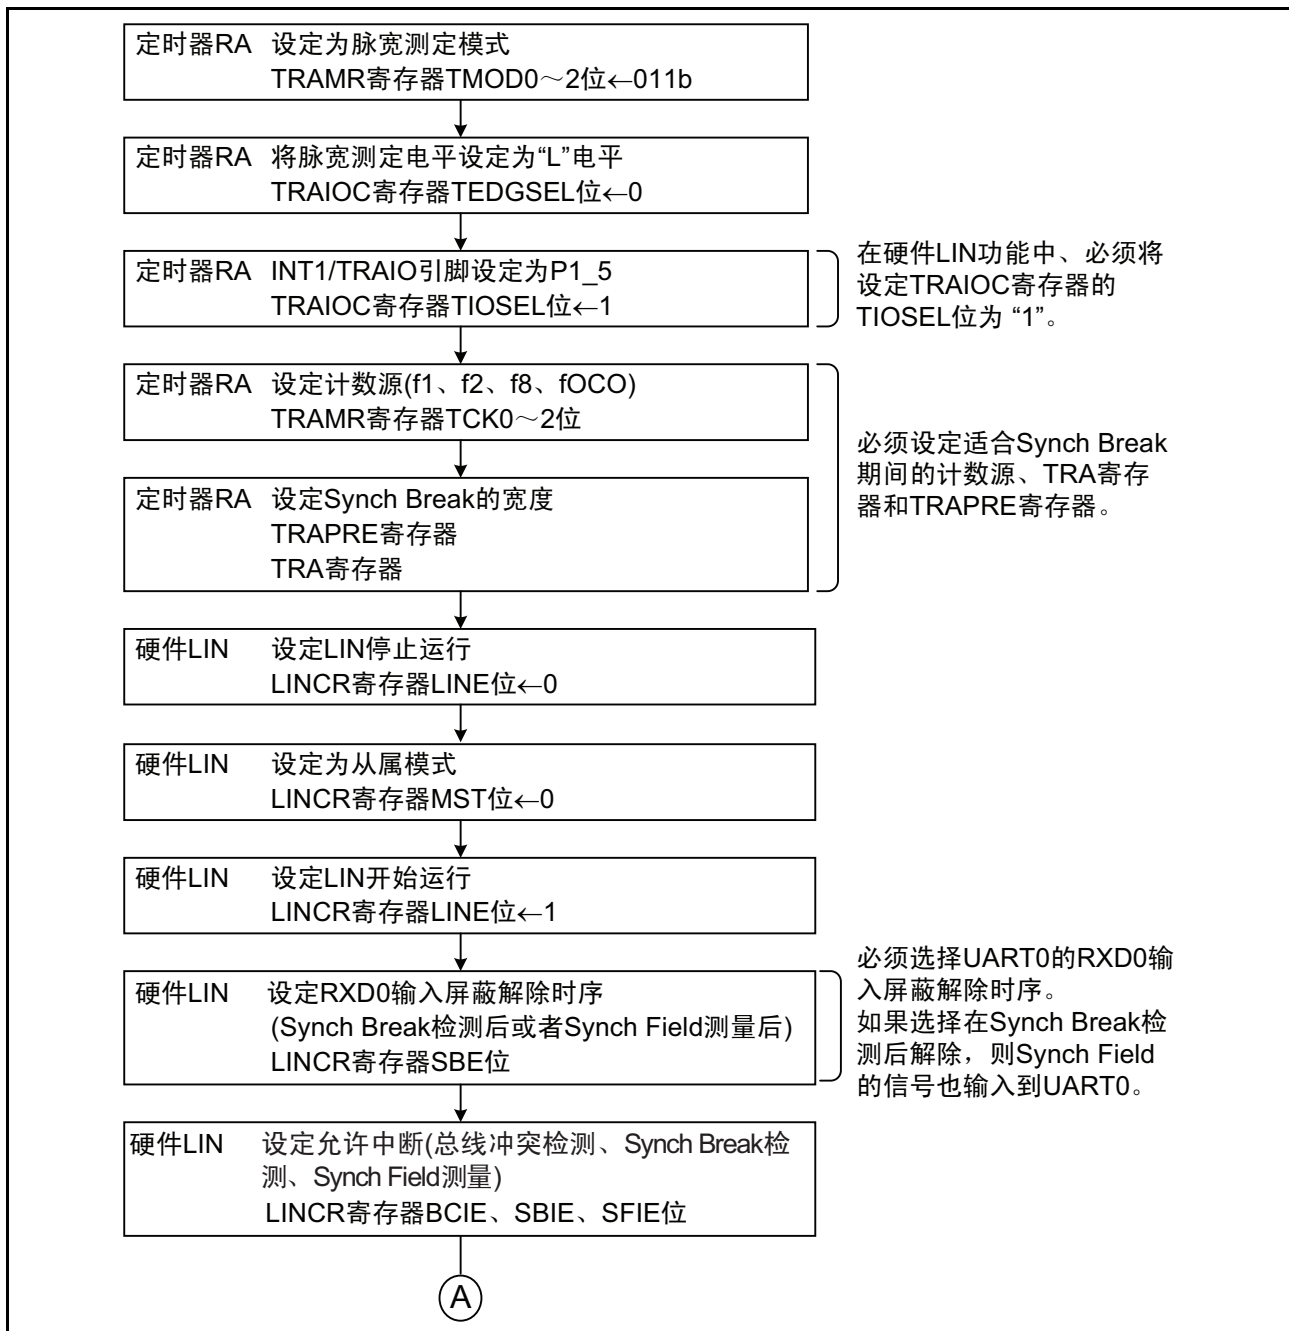 定时器RA 设定为脉宽测定模式
TRAMR寄存器TMOD0～2位←011b
定时器RA 将脉宽测定电平设定为“L”电平
TRAIOC寄存器TEDGSEL位←0
定时器RA INT1/TRAIO引脚设定为P1_5
TRAIOC寄存器TIOSEL位←1
在硬件LIN功能中、必须将
设定TRAIOC寄存器的
TIOSEL位为 “1”。
定时器RA 设定计数源(f1、f2、f8、fOCO)
TRAMR寄存器TCK0～2位
定时器RA 设定Synch Break的宽度
TRAPRE寄存器
TRA寄存器
必须设定适合Synch Break
期间的计数源、TRA寄存
器和TRAPRE寄存器。
硬件LIN 设定LIN停止运行
LINCR寄存器LINE位←0
硬件LIN 设定为从属模式
LINCR寄存器MST位←0
硬件LIN 设定LIN开始运行
LINCR寄存器LINE位←1
硬件LIN 设定RXD0输入屏蔽解除时序
(Synch Break检测后或者Synch Field测量后)
LINCR寄存器SBE位
必须选择UART0的RXD0输
入屏蔽解除时序。
如果选择在Synch Break检
测后解除，则Synch Field
的信号也输入到UART0。
硬件LIN 设定允许中断(总线冲突检测、Synch Break检
测、Synch Field测量)
LINCR寄存器BCIE、SBIE、SFIE位
A